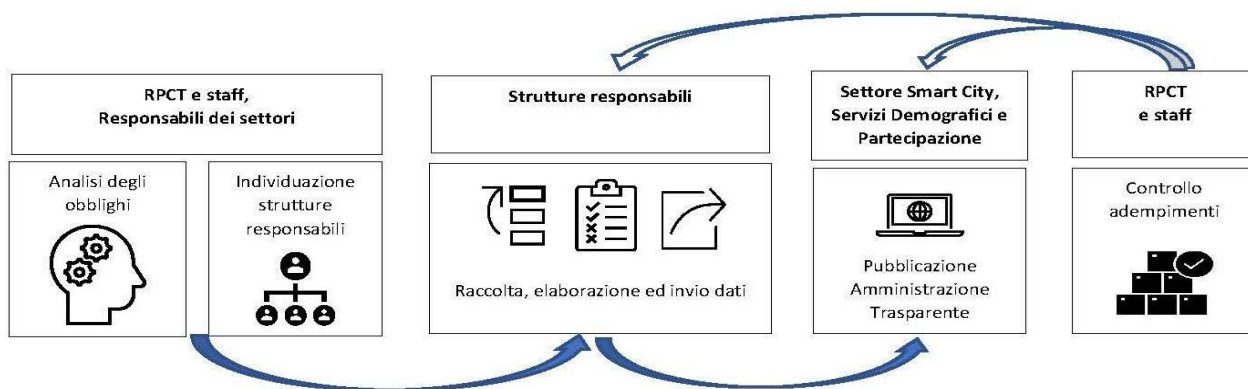 RPCT e staff,
Responsabili dei settori
Analisi degli
obblighi
Individuazione
strutture
responsabili
Strutture responsabili
Raccolta, elaborazione ed invio dati
Settore Smart City,
Servizi Demografici e
Partecipazione
Pubblicazione
Amministrazione
Trasparente
RPCT
e staff
Controllo
adempimenti